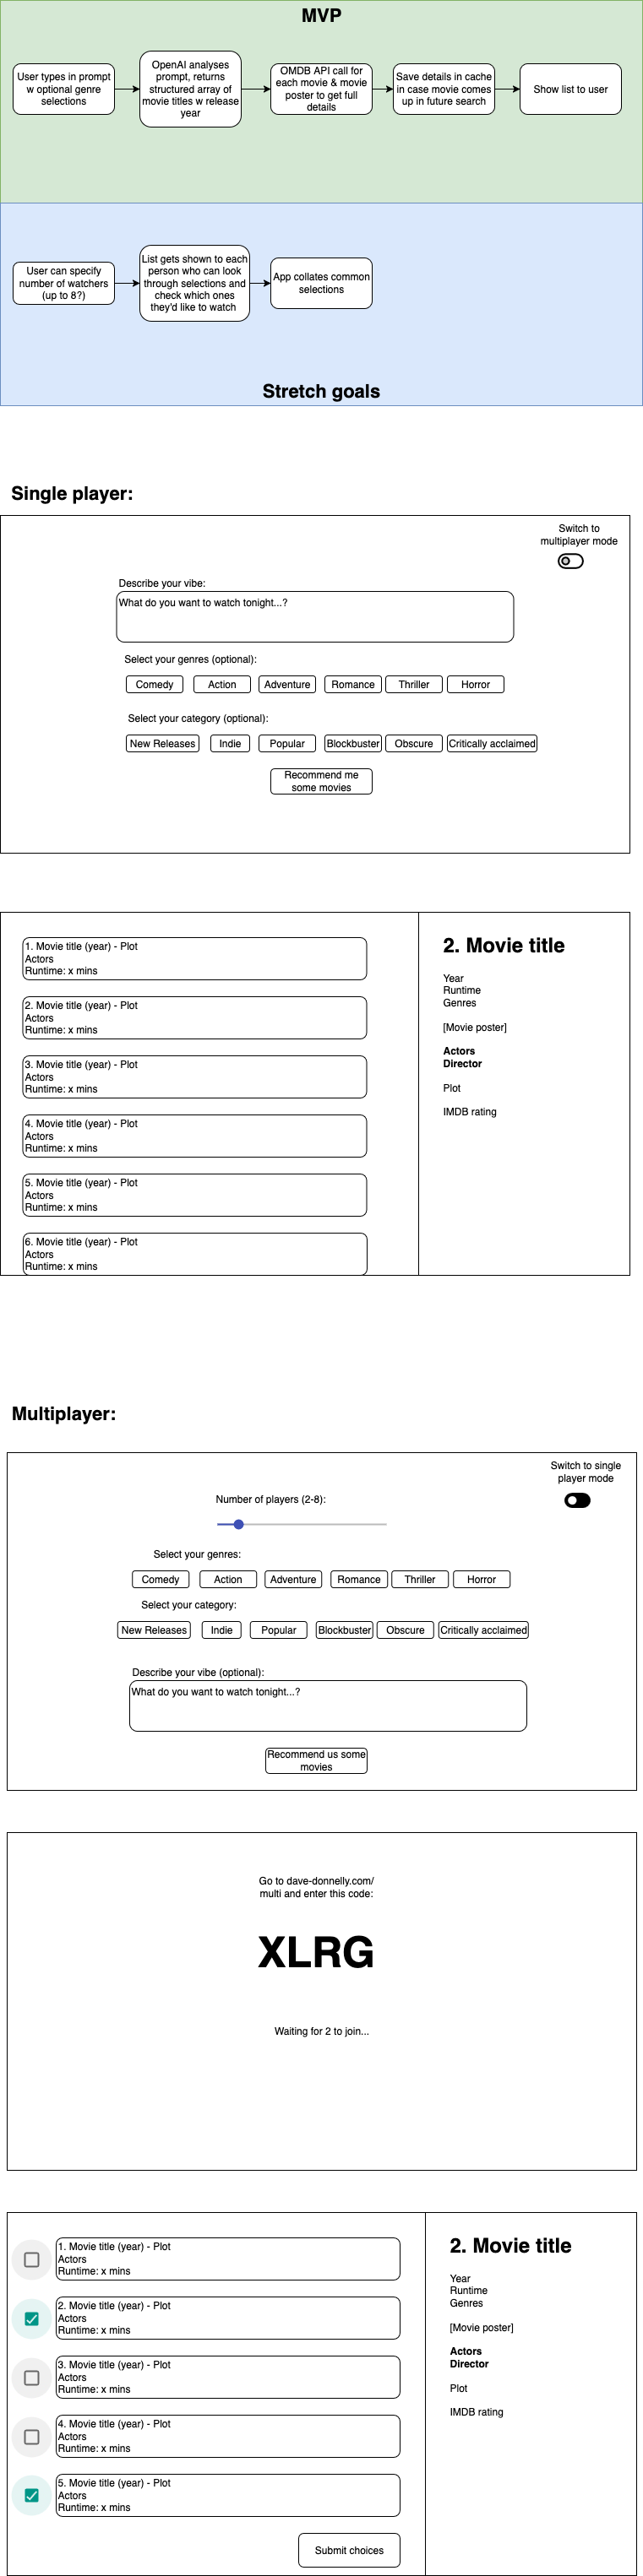 MVP
User types in prompt
w optional genre
selections
OpenAI analyses
prompt, returns
structured array of
movie titles w release
year
OMDB API call for
each movie & movie
poster to get full
details
Save details in cache
in case movie comes
up in future search
Show list to user
User can specify
number of watchers
(up to 8?)
List gets shown to each
person who can look
through selections and
check which ones
they'd like to watch
App collates common
selections
Stretch goals
Single player:
Switch to
multiplayer mode
Describe your vibe:
What do you want to watch tonight...?
Select your genres (optional):
Comedy Action Adventure Romance Thriller Horror
Select your category (optional):
New Releases Indie Popular Blockbuster Obscure Critically acclaimed
Recommend me
some movies
1. Movie title (year) - Plot
Actors
Runtime: x mins
2. Movie title (year) - Plot
Actors
Runtime: x mins
3. Movie title (year) - Plot
Actors
Runtime: x mins
4. Movie title (year) - Plot
Actors
Runtime: x mins
5. Movie title (year) - Plot
Actors
Runtime: x mins
6. Movie title (year) - Plot
Actors
Runtime: x mins
2. Movie title
Year
Runtime
Genres
[Movie poster]
Actors
Director
Plot
IMDB rating
Multiplayer:
Switch to single
player mode
Number of players (2-8):
Select your genres:
Comedy Action Adventure Romance Thriller Horror
Select your category:
New Releases Indie Popular Blockbuster Obscure Critically acclaimed
Describe your vibe (optional):
What do you want to watch tonight...?
Recommend us some
movies
Go to dave-donnelly.com/
multi and enter this code:
XLRG
Waiting for 2 to join...
1. Movie title (year) - Plot
Actors
Runtime: x mins
2. Movie title (year) - Plot
Actors
Runtime: x mins
3. Movie title (year) - Plot
Actors
Runtime: x mins
4. Movie title (year) - Plot
Actors
Runtime: x mins
5. Movie title (year) - Plot
Actors
Runtime: x mins
Submit choices
2. Movie title
Year
Runtime
Genres
[Movie poster]
Actors
Director
Plot
IMDB rating